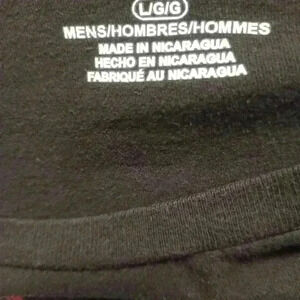 L/G/G
MENS/HOMBRES/HOMMES
MADE IN NICARAGUA
HECHO EN NICARAGUA
FABRIQUÉ AU NICARAGUA